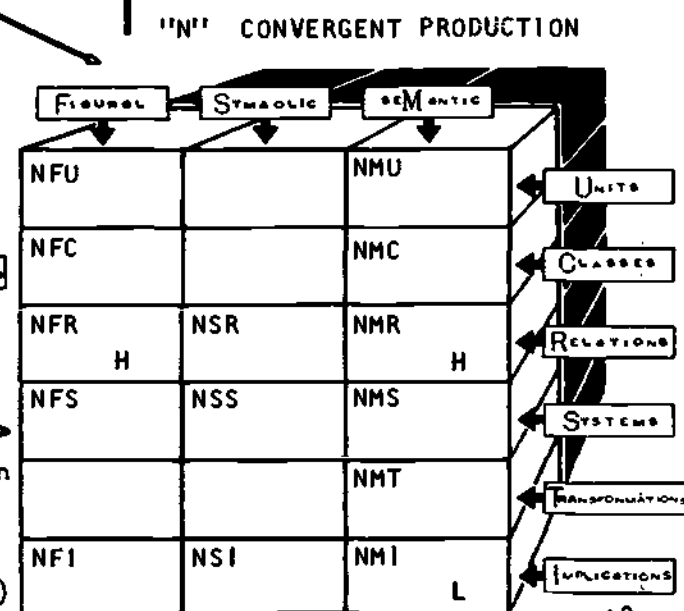 "N" CONVERGENT PRODUCTION
FIGURAL SYMBOLIC SEMANTIC
NFU NMU UNITS
NFC NMC CLASSES
NFR NSR NMR RELATIONS
H H
NFS NSS NMS SYSTEMS
NMT TRANSFORMATIONS
NFI NSI NMI IMPLICATIONS
L